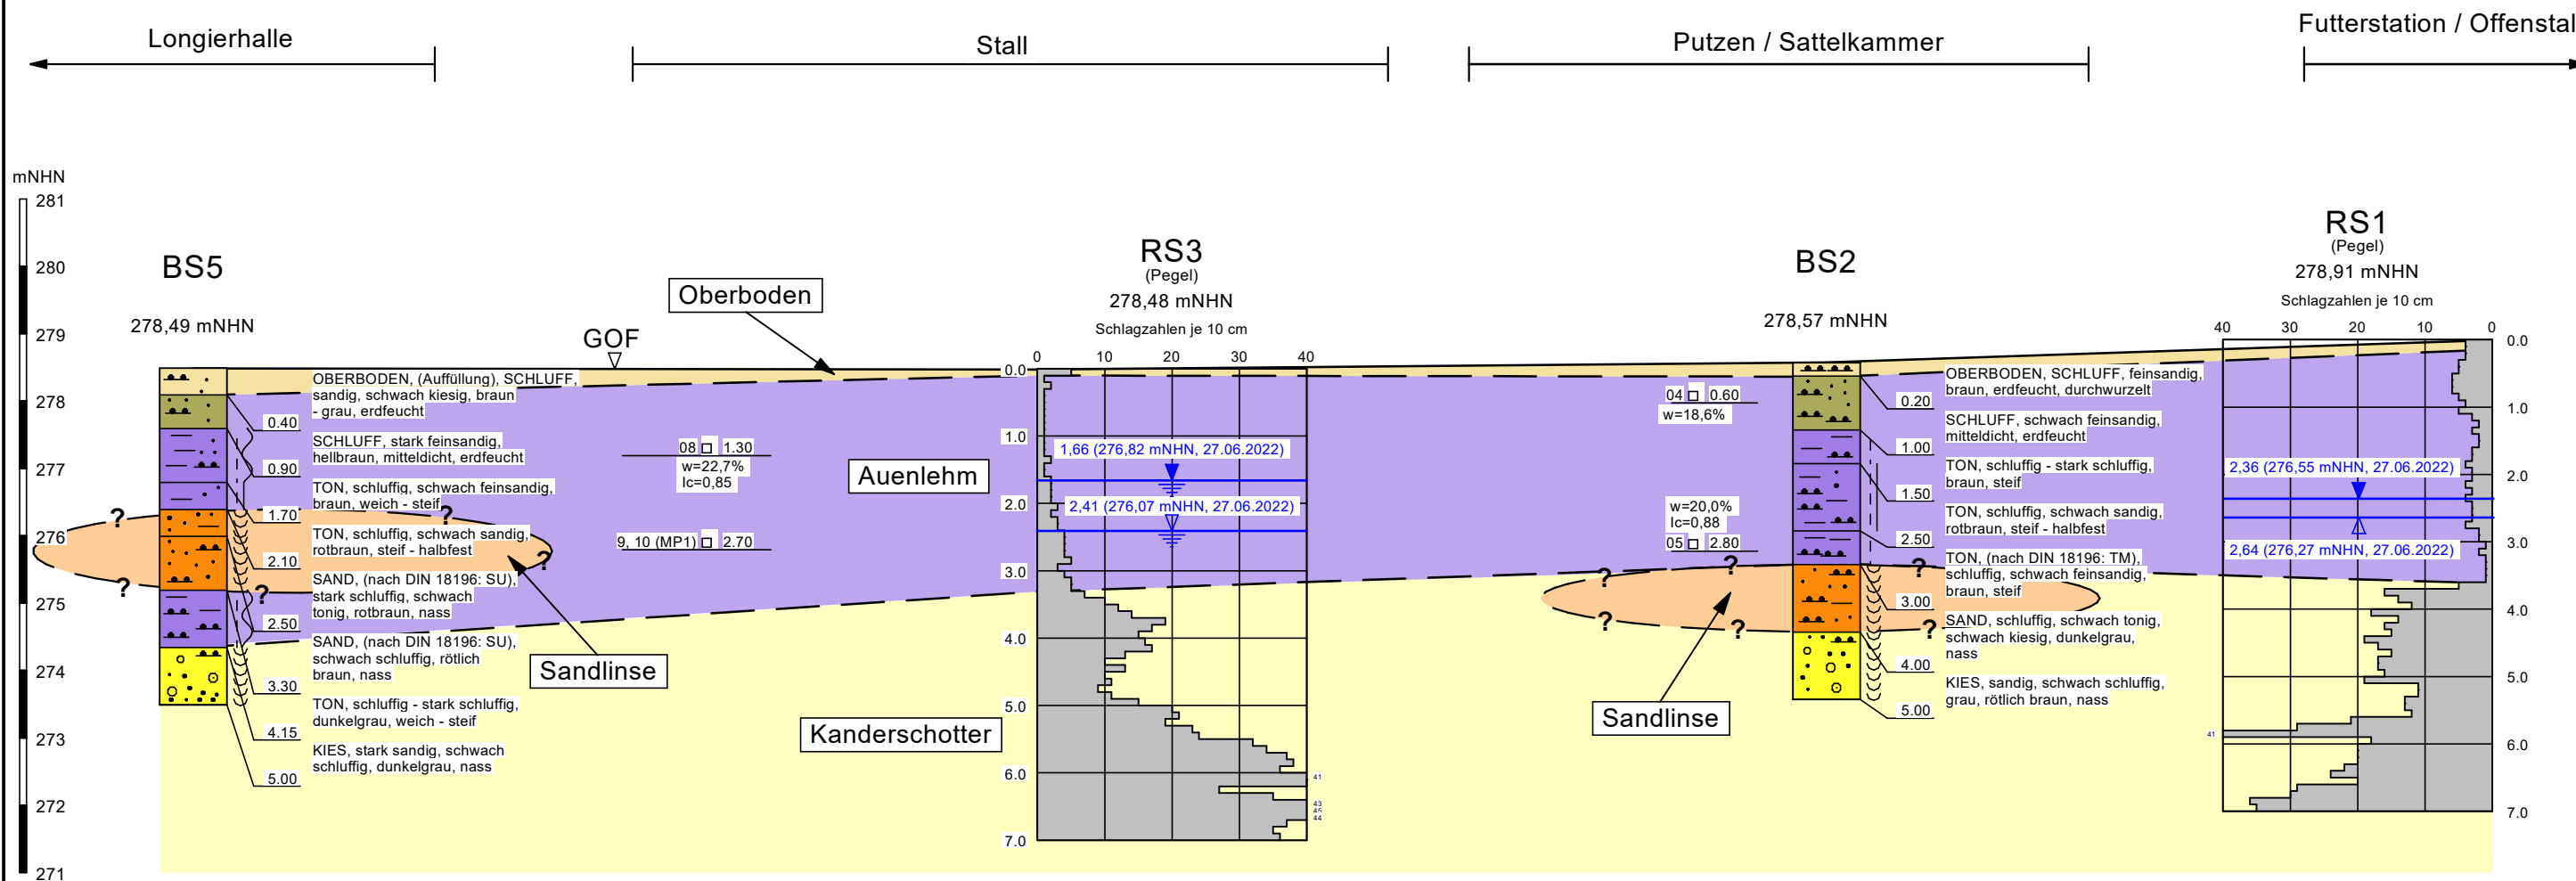 Longierhalle
Stall
Putzen / Sattelkammer
Futterstation / Offenstal
mNHN
281
280
279
278
277
276
275
274
273
272
271
BS5
278,49 mNHN
0.40
0.90
1.70
2.10
2.50
3.30
4.15
5.00
OBERBODEN, (Auffüllung), SCHLUFF,
sandig, schwach kiesig, braun
- grau, erdfeucht
SCHLUFF, stark feinsandig,
hellbraun, mitteldicht, erdfeucht
TON, schluffig, schwach feinsandig,
braun, weich - steif
TON, schluffig, schwach sandig,
rotbraun, steif - halbfest
SAND, (nach DIN 18196: SU),
stark schluffig, schwach
tonig, rotbraun, nass
SAND, (nach DIN 18196: SU),
schwach schluffig, rötlich
braun, nass
TON, schluffig - stark schluffig,
dunkelgrau, weich - steif
KIES, stark sandig, schwach
schluffig, dunkelgrau, nass
?
?
?
?
?
Sandlinse
GOF
Oberboden
08 1.30
w=22,7%
Ic=0,85
9, 10 (MP1) 2.70
Auenlehm
Kanderschotter
RS3
(Pegel)
278,48 mNHN
Schlagzahlen je 10 cm
0 10 20 30 40
0.0
1.0
2.0
3.0
4.0
5.0
6.0
7.0
1,66 (276,82 mNHN, 27.06.2022)
2,41 (276,07 mNHN, 27.06.2022)
41
43
45
44
BS2
278,57 mNHN
04 0.60
w=18,6%
w=20,0%
Ic=0,88
05 2.80
0.20
1.00
1.50
2.50
3.00
4.00
5.00
OBERBODEN, SCHLUFF, feinsandig,
braun, erdfeucht, durchwurzelt
SCHLUFF, schwach feinsandig,
mitteldicht, erdfeucht
TON, schluffig - stark schluffig,
braun, steif
TON, schluffig, schwach sandig,
rotbraun, steif - halbfest
TON, (nach DIN 18196: TM),
schluffig, schwach feinsandig,
braun, steif
SAND, schluffig, schwach tonig,
schwach kiesig, dunkelgrau,
nass
KIES, sandig, schwach schluffig,
grau, rötlich braun, nass
?
?
?
?
?
?
Sandlinse
RS1
(Pegel)
278,91 mNHN
Schlagzahlen je 10 cm
40 30 20 10 0
0.0
1.0
2.0
3.0
4.0
5.0
6.0
7.0
2,36 (276,55 mNHN, 27.06.2022)
2,64 (276,27 mNHN, 27.06.2022)
41